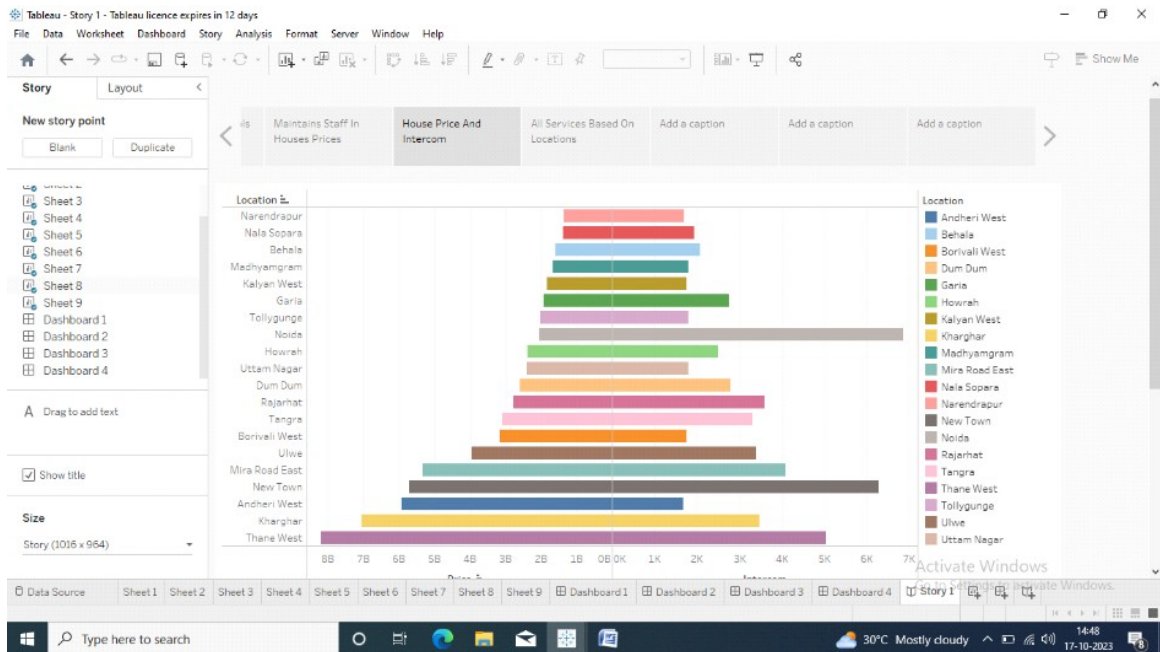 Tableau - Story 1 - Tableau licence expires in 12 days
File Data Worksheet Dashboard Story Analysis Format Server Window Help
Show Me
Story Layout
New story point
Blank Duplicate
Sheet 3
Sheet 4
Sheet 5
Sheet 6
Sheet 7
Sheet 8
Sheet 9
Dashboard 1
Dashboard 2
Dashboard 3
Dashboard 4
A Drag to add text
Show title
Size
Story (1016 x 964)
Maintains Staff In Houses Prices
House Price And Intercom
All Services Based On Locations
Add a caption
Add a caption
Add a caption
Location
Narendrapur
Nala Sopara
Behala
Madhyamgram
Kalyan West
Garia
Tollygunge
Noida
Howrah
Uttam Nagar
Dum Dum
Rajarhat
Tangra
Borivali West
Ulwe
Mira Road East
New Town
Andheri West
Kharghar
Thane West
8B 7B 6B 5B 4B 3B 2B 1B 0B 0K 1K 2K 3K 4K 5K 6K 7K
Price Intercom
Location
Andheri West
Behala
Borivali West
Dum Dum
Garia
Howrah
Kalyan West
Kharghar
Madhyamgram
Mira Road East
Nala Sopara
Narendrapur
New Town
Noida
Rajarhat
Tangra
Thane West
Tollygunge
Ulwe
Uttam Nagar
Activate Windows
Go to Settings to activate Windows.
Data Source Sheet 1 Sheet 2 Sheet 3 Sheet 4 Sheet 5 Sheet 6 Sheet 7 Sheet 8 Sheet 9 Dashboard 1 Dashboard 2 Dashboard 3 Dashboard 4 Story 1
Type here to search
30°C Mostly cloudy
14:48
17-10-2023
8